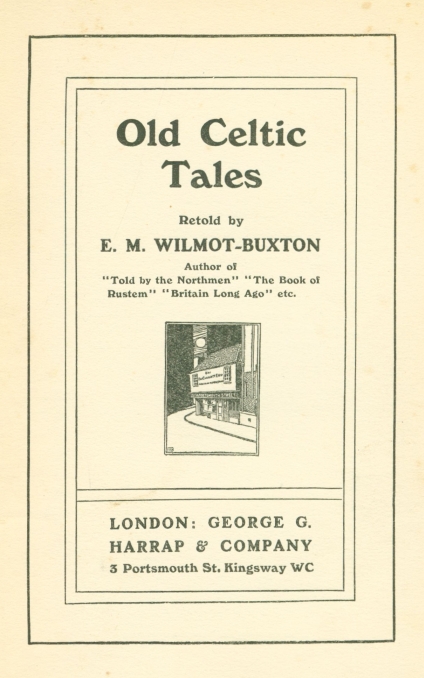 Old Celtic
Tales
Retold by
E. M. WILMOT-BUXTON
Author of
"Told by the Northmen" "The Book of
Rustem" "Britain Long Ago" etc.
LONDON: GEORGE G.
HARRAP & COMPANY
3 Portsmouth St. Kingsway WC